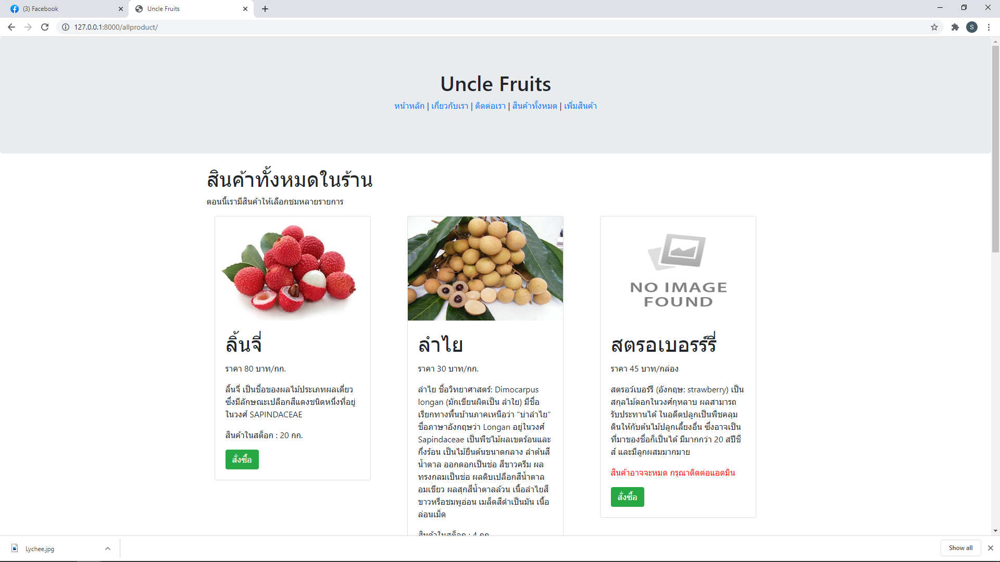 (3) Facebook
Uncle Fruits
127.0.0.1:8000/allproduct/
S
Uncle Fruits
หน้าหลัก | เกี่ยวกับเรา | ติดต่อเรา | สินค้าทั้งหมด | เพิ่มสินค้า
สินค้าทั้งหมดในร้าน
ตอนนี้เรามีสินค้าให้เลือกชมหลายรายการ
ลิ้นจี่
ราคา 80 บาท/กก.
ลิ้นจี่ เป็นชื่อของผลไม้ประเภทผลเดี่ยว
ซึ่งมีลักษณะเปลือกสีแดงชนิดหนึ่งที่อยู่
ในวงศ์ SAPINDACEAE
สินค้าในสต็อก : 20 กก.
สั่งซื้อ
ลำไย
ราคา 30 บาท/กก.
ลำไย ชื่อวิทยาศาสตร์: Dimocarpus
longan (มักเขียนผิดเป็น ลำใย) มีชื่อ
เรียกทางพื้นบ้านภาคเหนือว่า "บ่าลำไย"
ชื่อภาษาอังกฤษว่า Longan อยู่ในวงศ์
Sapindaceae เป็นพืชไม้ผลเขตร้อนและ
กึ่งร้อน เป็นไม้ยืนต้นขนาดกลาง ลำต้นสี
น้ำตาล ออกดอกเป็นช่อ สีขาวครีม ผล
ทรงกลมเป็นช่อ ผลดิบเปลือกสีน้ำตาล
อมเขียว ผลสุกสีน้ำตาลล้วน เนื้อลำไยสี
ขาวหรือชมพูอ่อน เมล็ดสีดำเป็นมัน เนื้อ
ล่อนเม็ด
สินค้าในสต็อก : 4 กก.
NO IMAGE
FOUND
สตรอเบอรร์รี่
ราคา 45 บาท/กล่อง
สตรอว์เบอร์รี (อังกฤษ: strawberry) เป็น
สกุลไม้ดอกในวงศ์กุหลาบ ผลสามารถ
รับประทานได้ ในอดีตปลูกเป็นพืชคลุม
ดินให้กับต้นไม้ปลูกเลี้ยงอื่น ซึ่งอาจเป็น
ที่มาของชื่อก็เป็นได้ มีมากกว่า 20 สปีชี
ส์ และมีลูกผสมมากมาย
สินค้าอาจจะหมด กรุณาติดต่อแอดมิน
สั่งซื้อ
Lychee.jpg
Show all